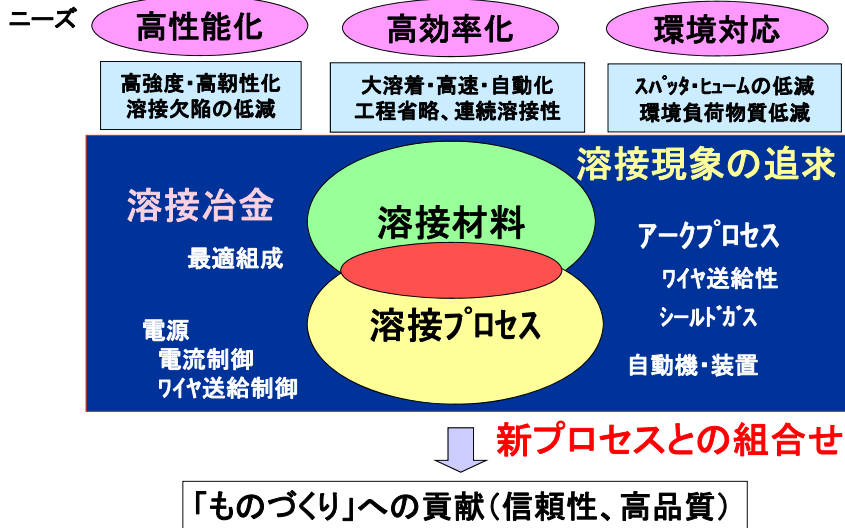 ニーズ
高性能化
高効率化
環境対応
高強度・高靭性化
溶接欠陥の低減
大溶着・高速・自動化
工程省略、連続溶接性
スパッタ・ヒュームの低減
環境負荷物質低減
溶接現象の追求
溶接冶金
溶接材料
アークプロセス
最適組成
ワイヤ送給性
電源
溶接プロセス
シールドガス
電流制御
自動機・装置
ワイヤ送給制御
新プロセスとの組合せ
「ものづくり」への貢献(信頼性、高品質)